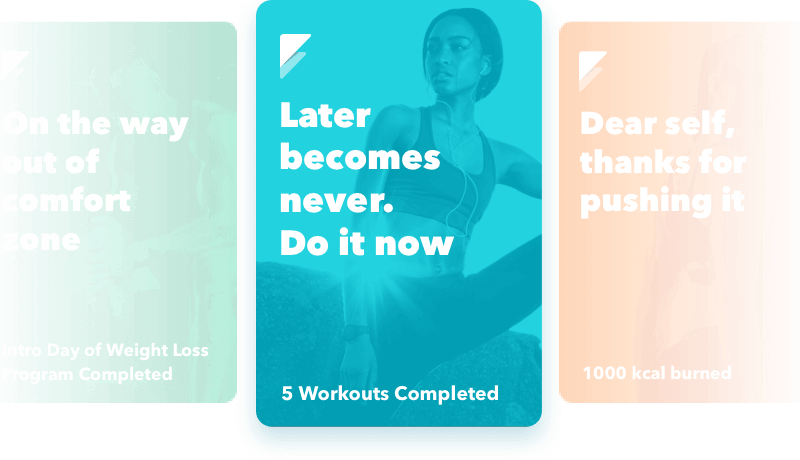 On the way
out of
comfort
zone
Intro Day of Weight Loss
Program Completed
Later
becomes
never.
Do it now
5 Workouts Completed
Dear self,
thanks for
pushing it
1000 kcal burned